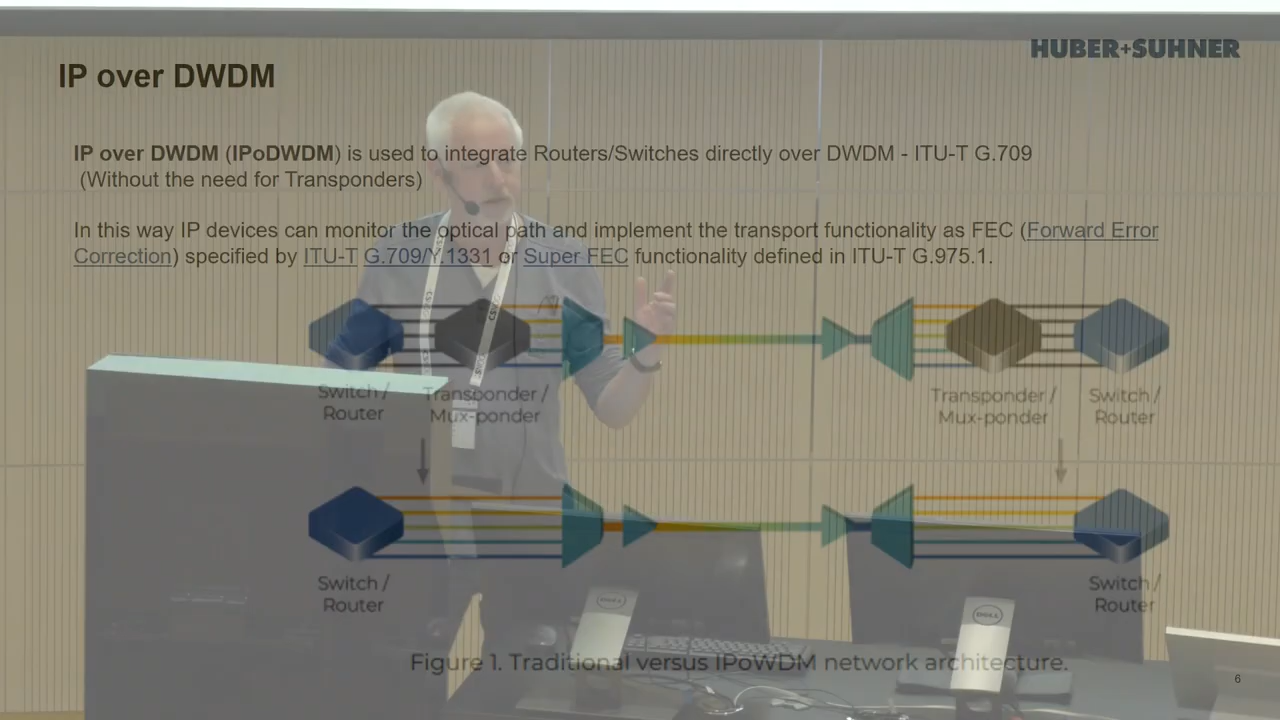 HUBER+SUHNER
IP over DWDM
IP over DWDM (IPoDWDM) is used to integrate Routers/Switches directly over DWDM - ITU-T G.709
(Without the need for Transponders)
In this way IP devices can monitor the optical path and implement the transport functionality as FEC (Forward Error
Correction) specified by ITU-T G.709/Y.1331 or Super FEC functionality defined in ITU-T G.975.1.
Switch /
Router
Transponder /
Mux-ponder
Transponder /
Mux-ponder
Switch /
Router
Switch /
Router
Switch /
Router
DELL
DELL
Figure 1. Traditional versus IPoWDM network architecture.
6